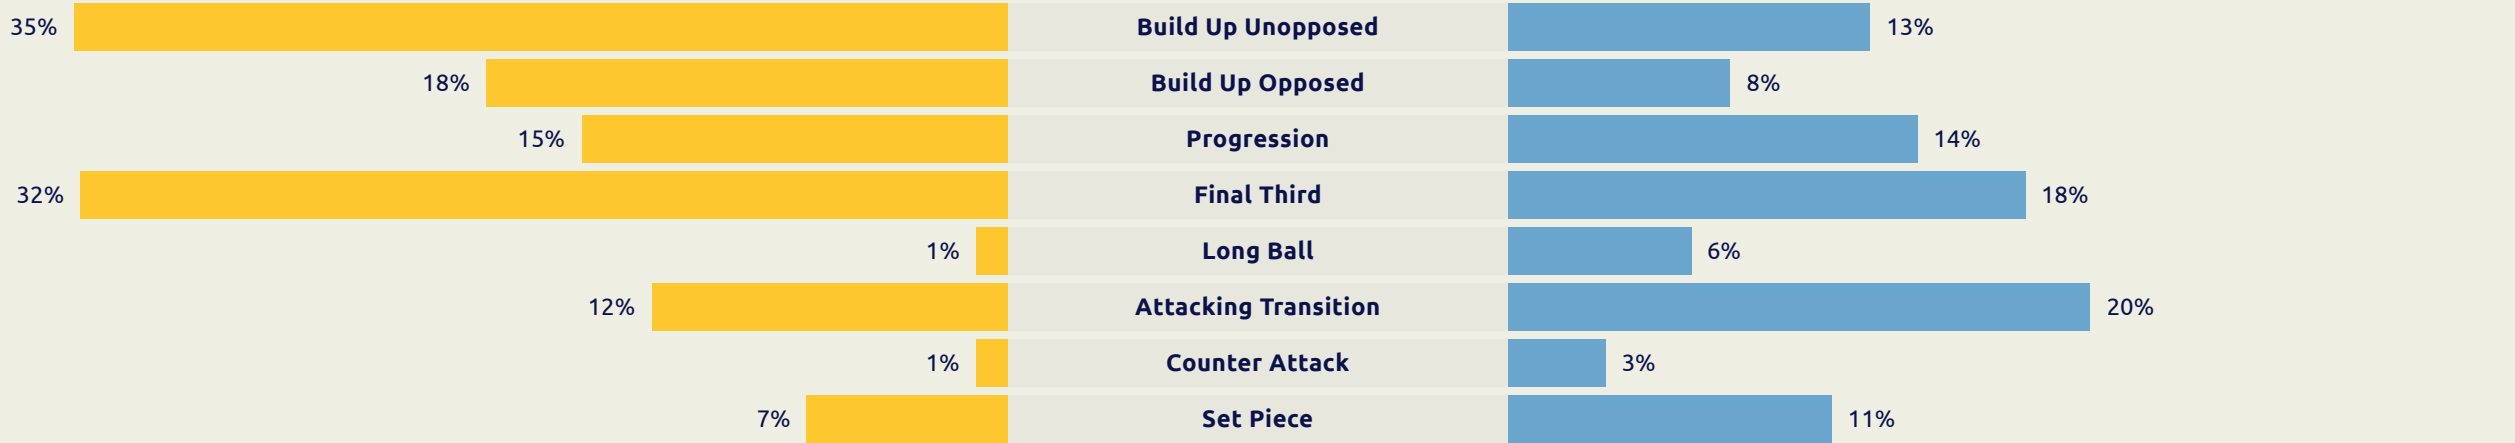 35% Build Up Unopposed 13%
18% Build Up Opposed 8%
15% Progression 14%
32% Final Third 18%
1% Long Ball 6%
12% Attacking Transition 20%
1% Counter Attack 3%
7% Set Piece 11%